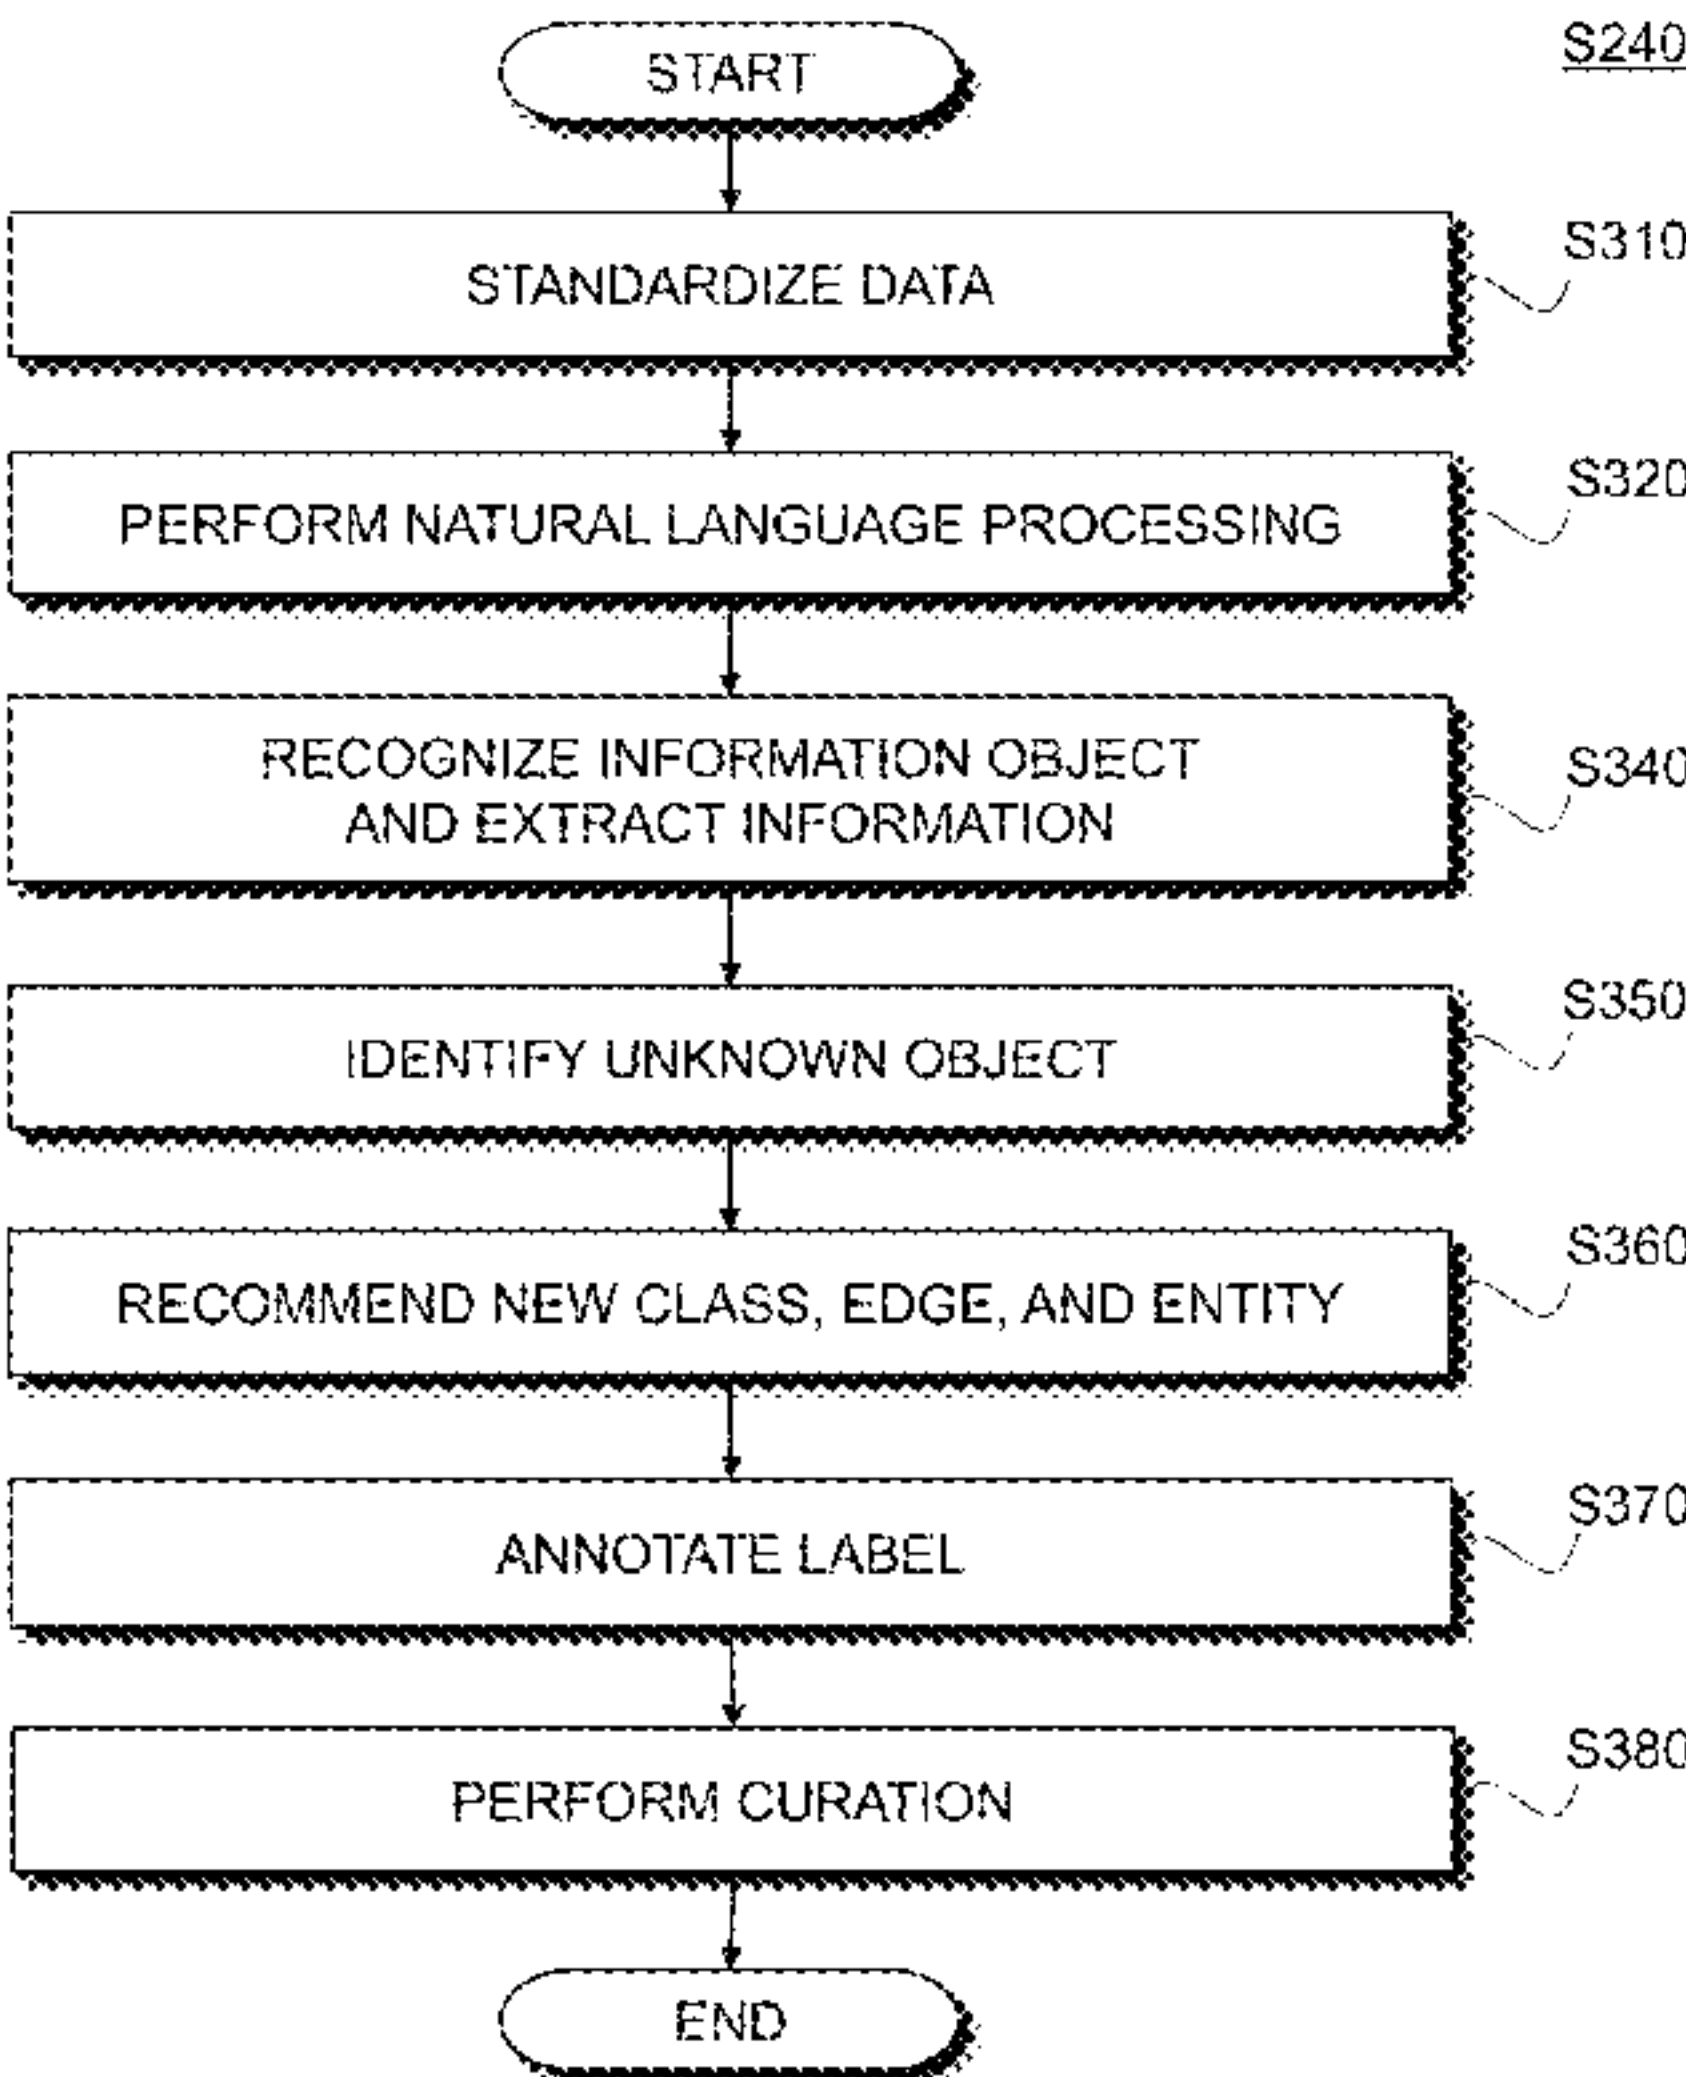 S240
START
S310
STANDARDIZE DATA
S320
PERFORM NATURAL LANGUAGE PROCESSING
S340
RECOGNIZE INFORMATION OBJECT
AND EXTRACT INFORMATION
S350
IDENTIFY UNKNOWN OBJECT
S360
RECOMMEND NEW CLASS, EDGE, AND ENTITY
S370
ANNOTATE LABEL
S380
PERFORM CURATION
END